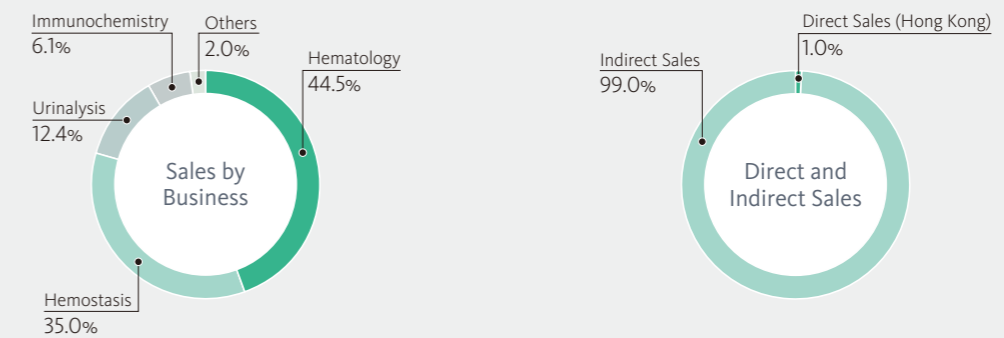 Immunochemistry
6.1%
Others
2.0%
Hematology
44.5%
Urinalysis
12.4%
Sales by
Business
Hemostasis
35.0%
Direct Sales (Hong Kong)
1.0%
Indirect Sales
99.0%
Direct and
Indirect Sales